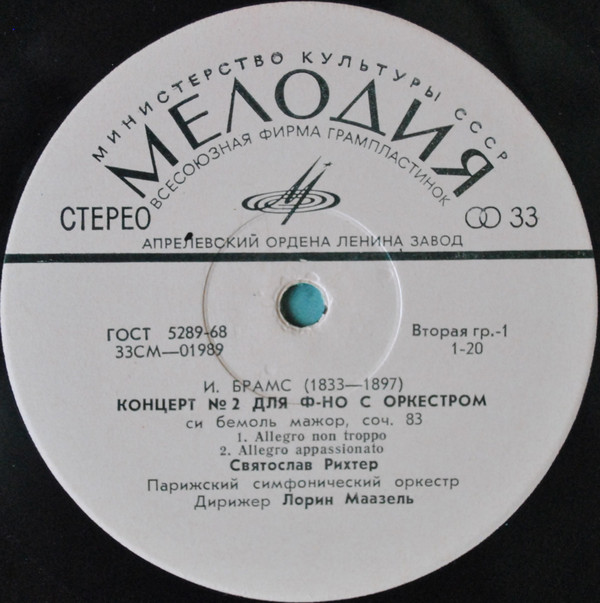 МИНИСТЕРСТВО КУЛЬТУРЫ СССР
МЕЛОДИЯ
ВСЕСОЮЗНАЯ ФИРМА ГРАМПЛАСТИНОК
СТЕРЕО 33
АПРЕЛЕВСКИЙ ОРДЕНА ЛЕНИНА ЗАВОД
ГОСТ 5289-68 Вторая гр.-1
33СМ—01989 1-20
И. БРАМС (1833—1897)
КОНЦЕРТ №2 ДЛЯ Ф-НО С ОРКЕСТРОМ
си бемоль мажор, соч. 83
1. Allegro non troppo
2. Allegro appassionato
Святослав Рихтер
Парижский симфонический оркестр
Дирижер Лорин Маазель